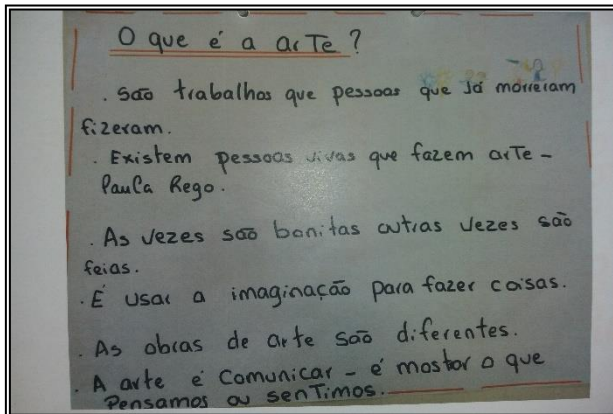 O que é a arTe?
. São trabalhos que pessoas que já morreram
fizeram.
. Existem pessoas vivas que fazem arTe -
Paula Rego.
. As vezes são bonitas outras vezes são
feias.
. É usar a imaginação para fazer coisas.
. As obras de arte são diferentes.
. A arte é comunicar - é mostor o que
Pensamos ou senTimos.